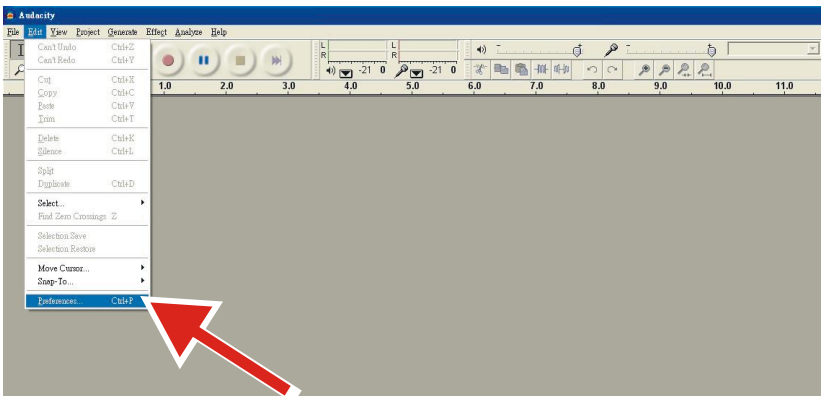 Audacity
File Edit View Project Generate Effect Analyze Help
Can't Undo Ctrl+Z
Can't Redo Ctrl+Y
Cut Ctrl+X
Copy Ctrl+C
Paste Ctrl+V
Trim Ctrl+T
Delete Ctrl+K
Silence Ctrl+L
Split
Duplicate Ctrl+D
Select...
Find Zero Crossings Z
Selection Save
Selection Restore
Move Cursor...
Snap-To...
Preferences... Ctrl+P
L L
R R
-21 0 -21 0
1.0 2.0 3.0 4.0 5.0 6.0 7.0 8.0 9.0 10.0 11.0